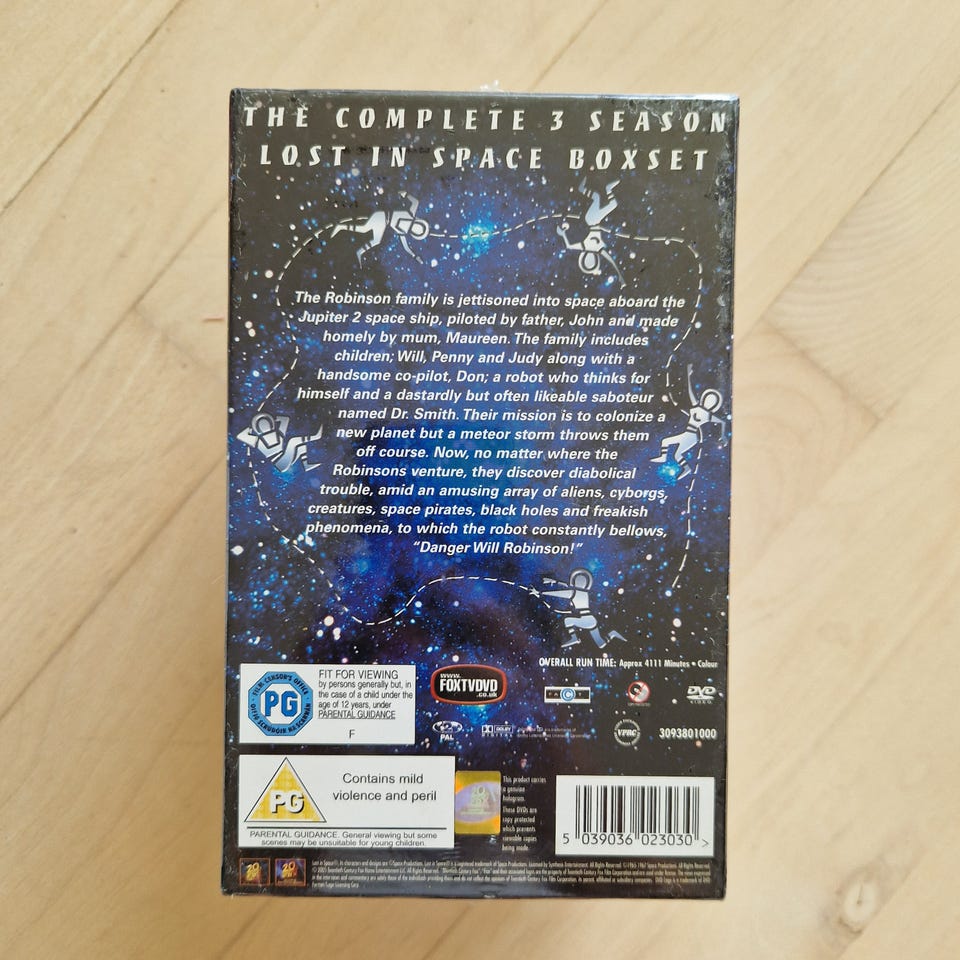 THE COMPLETE 3 SEASON
LOST IN SPACE BOXSET
The Robinson family is jettisoned into space aboard the
Jupiter 2 space ship, piloted by father, John and made
homely by mum, Maureen. The family includes
children; Will, Penny and Judy along with a
handsome co-pilot, Don; a robot who thinks for
himself and a dastardly but often likeable saboteur
named Dr. Smith. Their mission is to colonize a
new planet but a meteor storm throws them
off course. Now, no matter where the
Robinsons venture, they discover diabolical
trouble, amid an amusing array of aliens, cyborgs,
creatures, space pirates, black holes and freakish
phenomena, to which the robot constantly bellows,
“Danger Will Robinson!”
OVERALL RUN TIME: Approx 4111 Minutes • Colour
FILM CENSOR'S OFFICE
PG
FIT FOR VIEWING
by persons generally but, in
the case of a child under the
age of 12 years, under
PARENTAL GUIDANCE
F
www.
FOXTVDVD
.co.uk
FACT
DVD
VIDEO
PAL
DOLBY
DIGITAL
VPRC
3093801000
PG
Contains mild
violence and peril
PARENTAL GUIDANCE. General viewing but some
scenes may be unsuitable for young children.
This product carries
a genuine
hologram.
These DVDs are
copy protected
which prevents
viewable copies
being made.
5 039036 023030 >